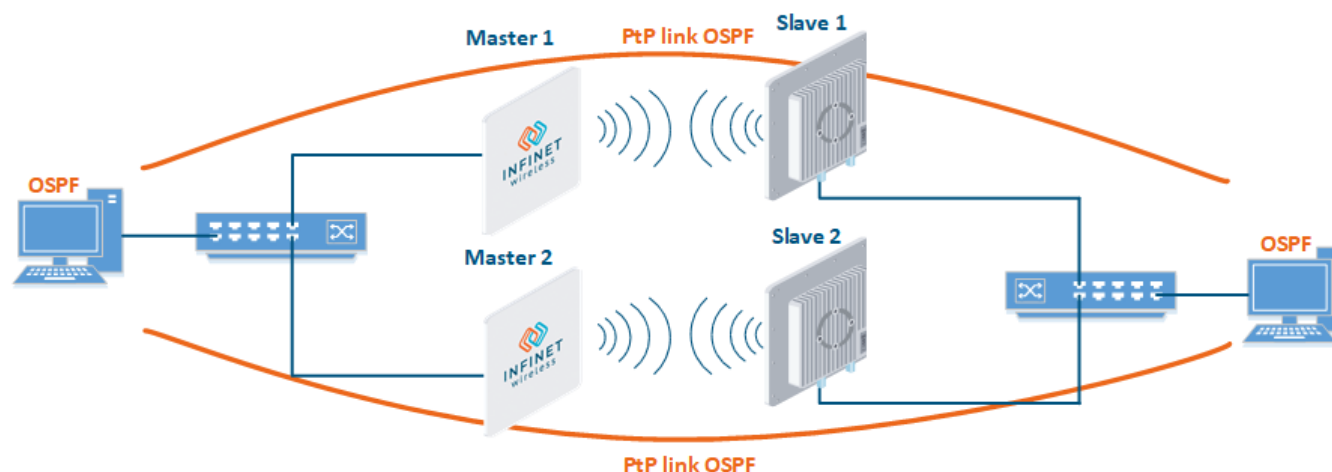 Slave 1
Master 1
PtP link OSPF
INFINET
wireless
OSPF
Slave 2
Master 2
OSPF
INFINET
wireless
PtP link OSPF